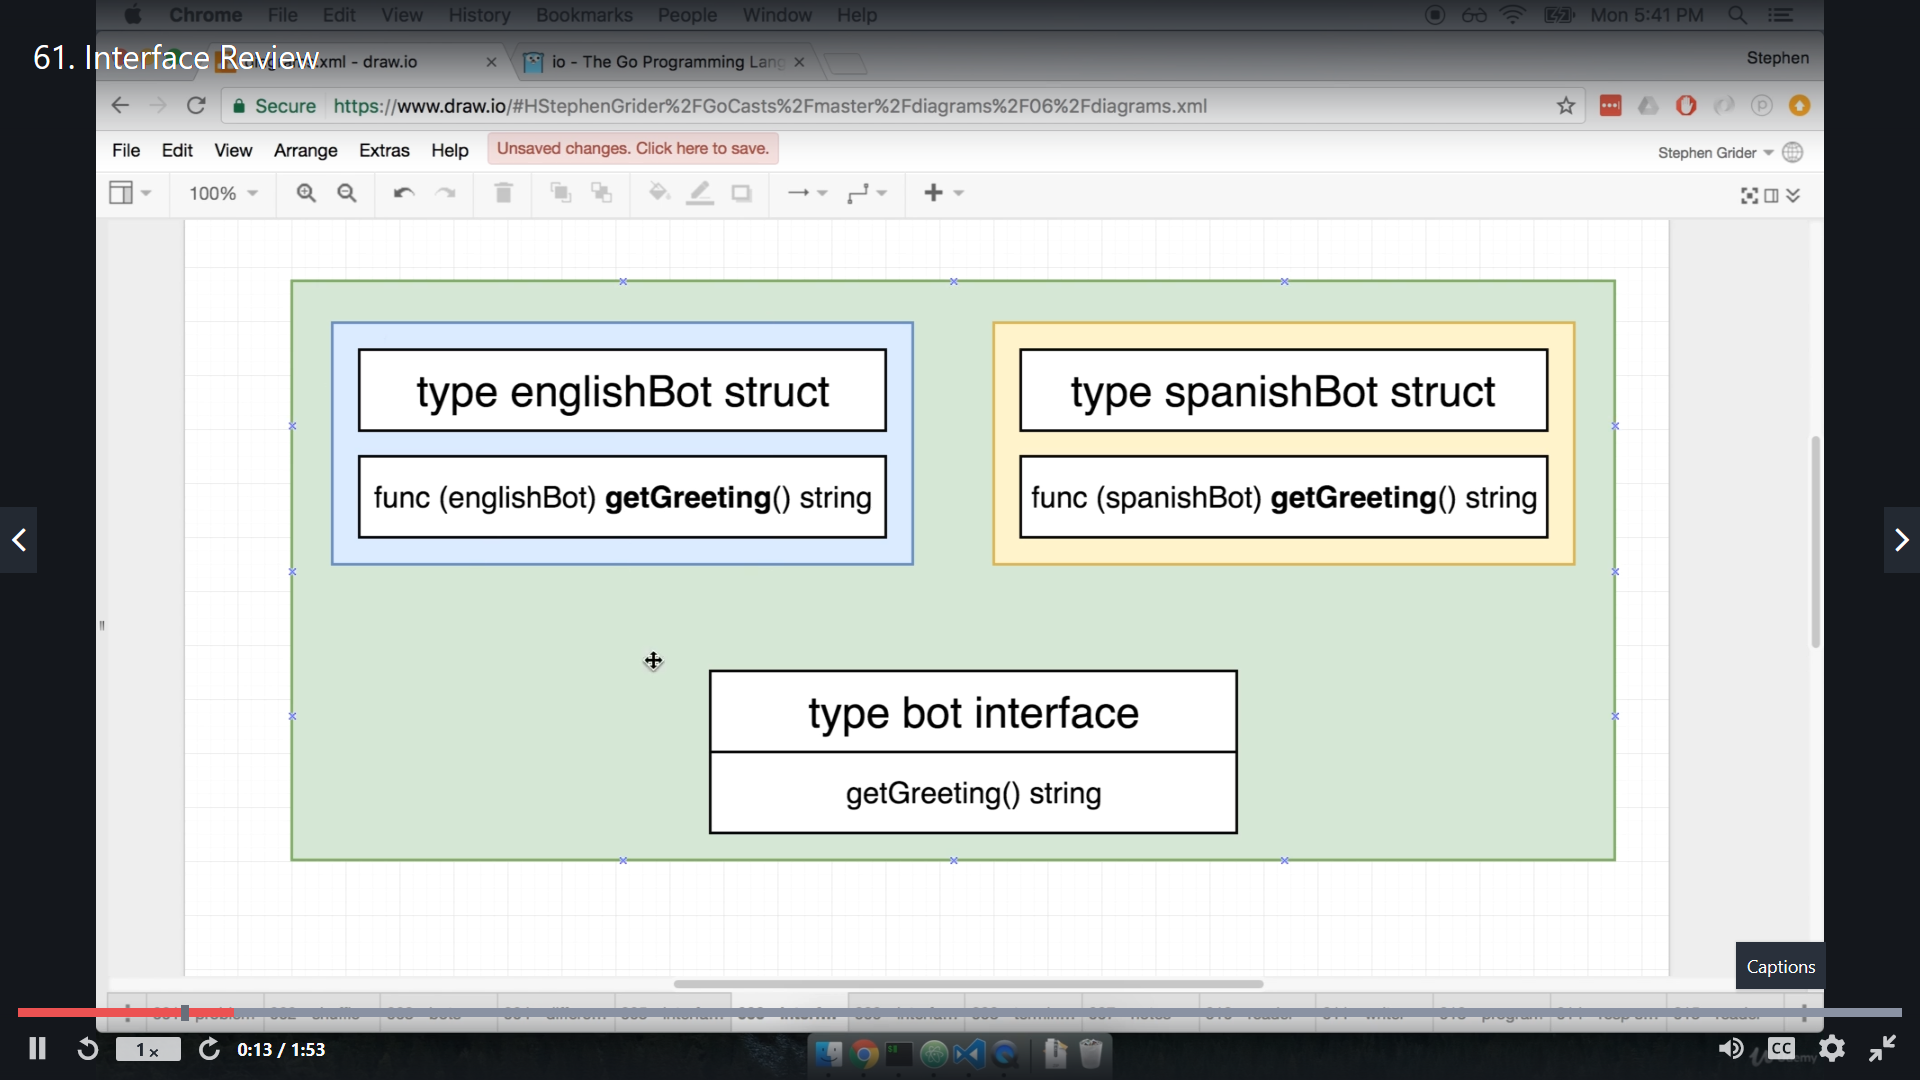 Chrome File Edit View History Bookmarks People Window Help Mon 5:41 PM
61. Interface Review
.xml - draw.io
io - The Go Programming Lang
Stephen
Secure https://www.draw.io/#HStephenGrider%2FGoCasts%2Fmaster%2Fdiagrams%2F06%2Fdiagrams.xml
File Edit View Arrange Extras Help Unsaved changes. Click here to save. Stephen Grider
100%
type englishBot struct
func (englishBot) getGreeting() string
type spanishBot struct
func (spanishBot) getGreeting() string
type bot interface
getGreeting() string
Captions
1x 0:13 / 1:53 CC